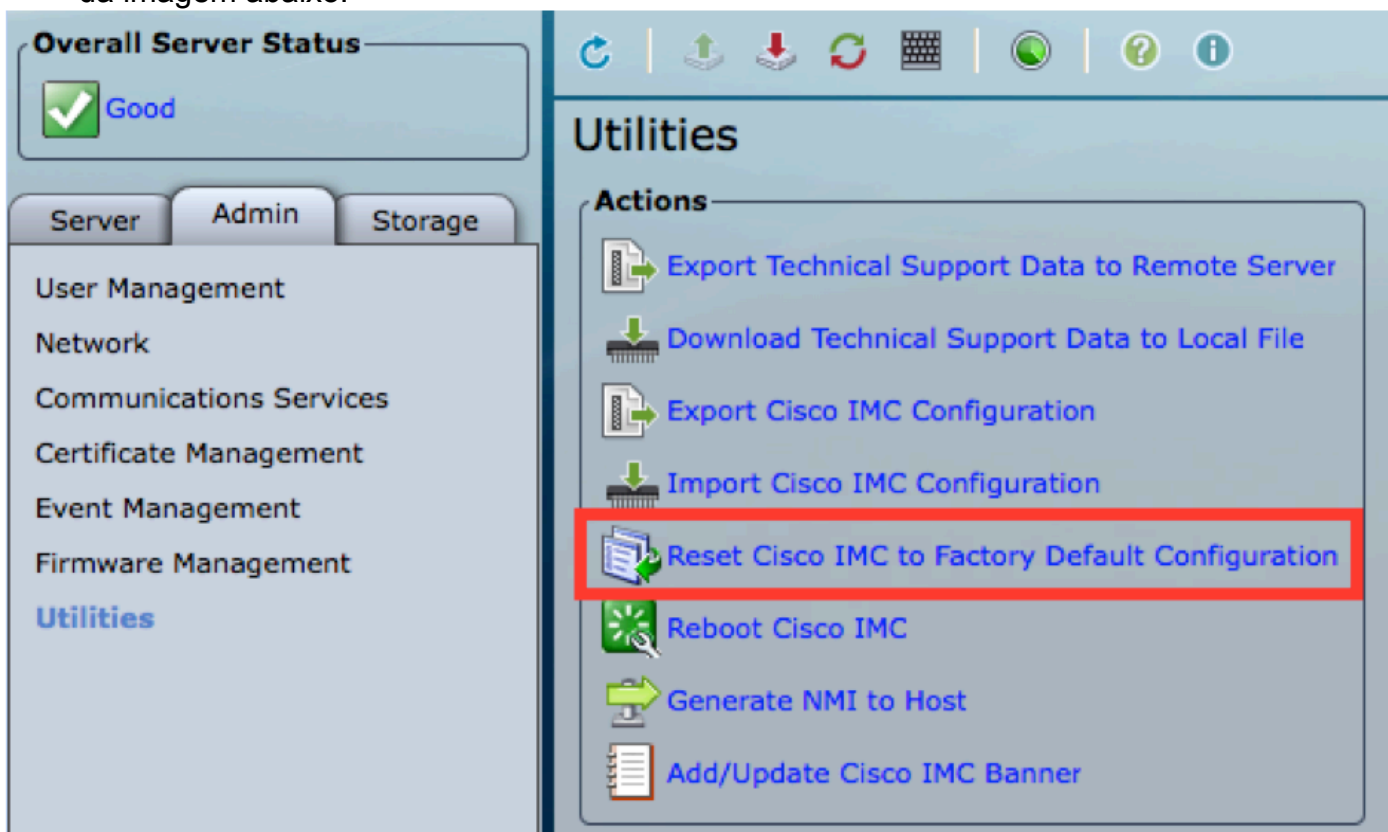 da imagem abaixo.
Overall Server Status
Good
Server Admin Storage
User Management
Network
Communications Services
Certificate Management
Event Management
Firmware Management
Utilities
Utilities
Actions
Export Technical Support Data to Remote Server
Download Technical Support Data to Local File
Export Cisco IMC Configuration
Import Cisco IMC Configuration
Reset Cisco IMC to Factory Default Configuration
Reboot Cisco IMC
Generate NMI to Host
Add/Update Cisco IMC Banner